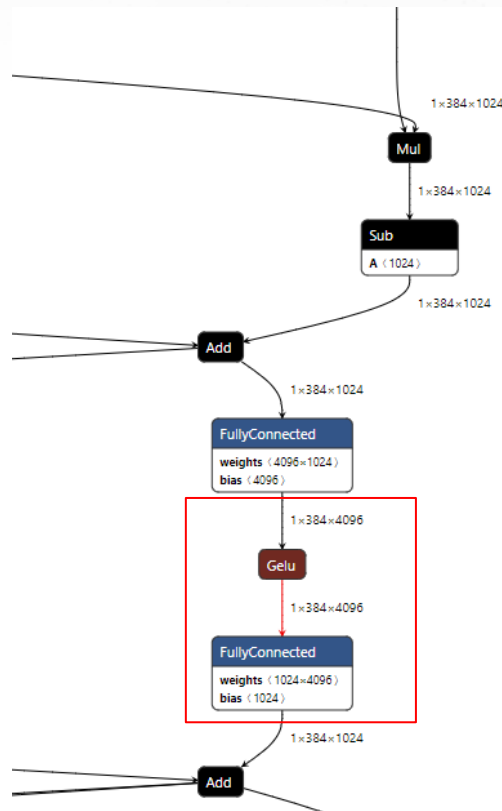 1×384×1024
Mul
1×384×1024
Sub
A ⟨1024⟩
1×384×1024
Add
1×384×1024
FullyConnected
weights ⟨4096×1024⟩
bias ⟨4096⟩
1×384×4096
Gelu
1×384×4096
FullyConnected
weights ⟨1024×4096⟩
bias ⟨1024⟩
1×384×1024
Add